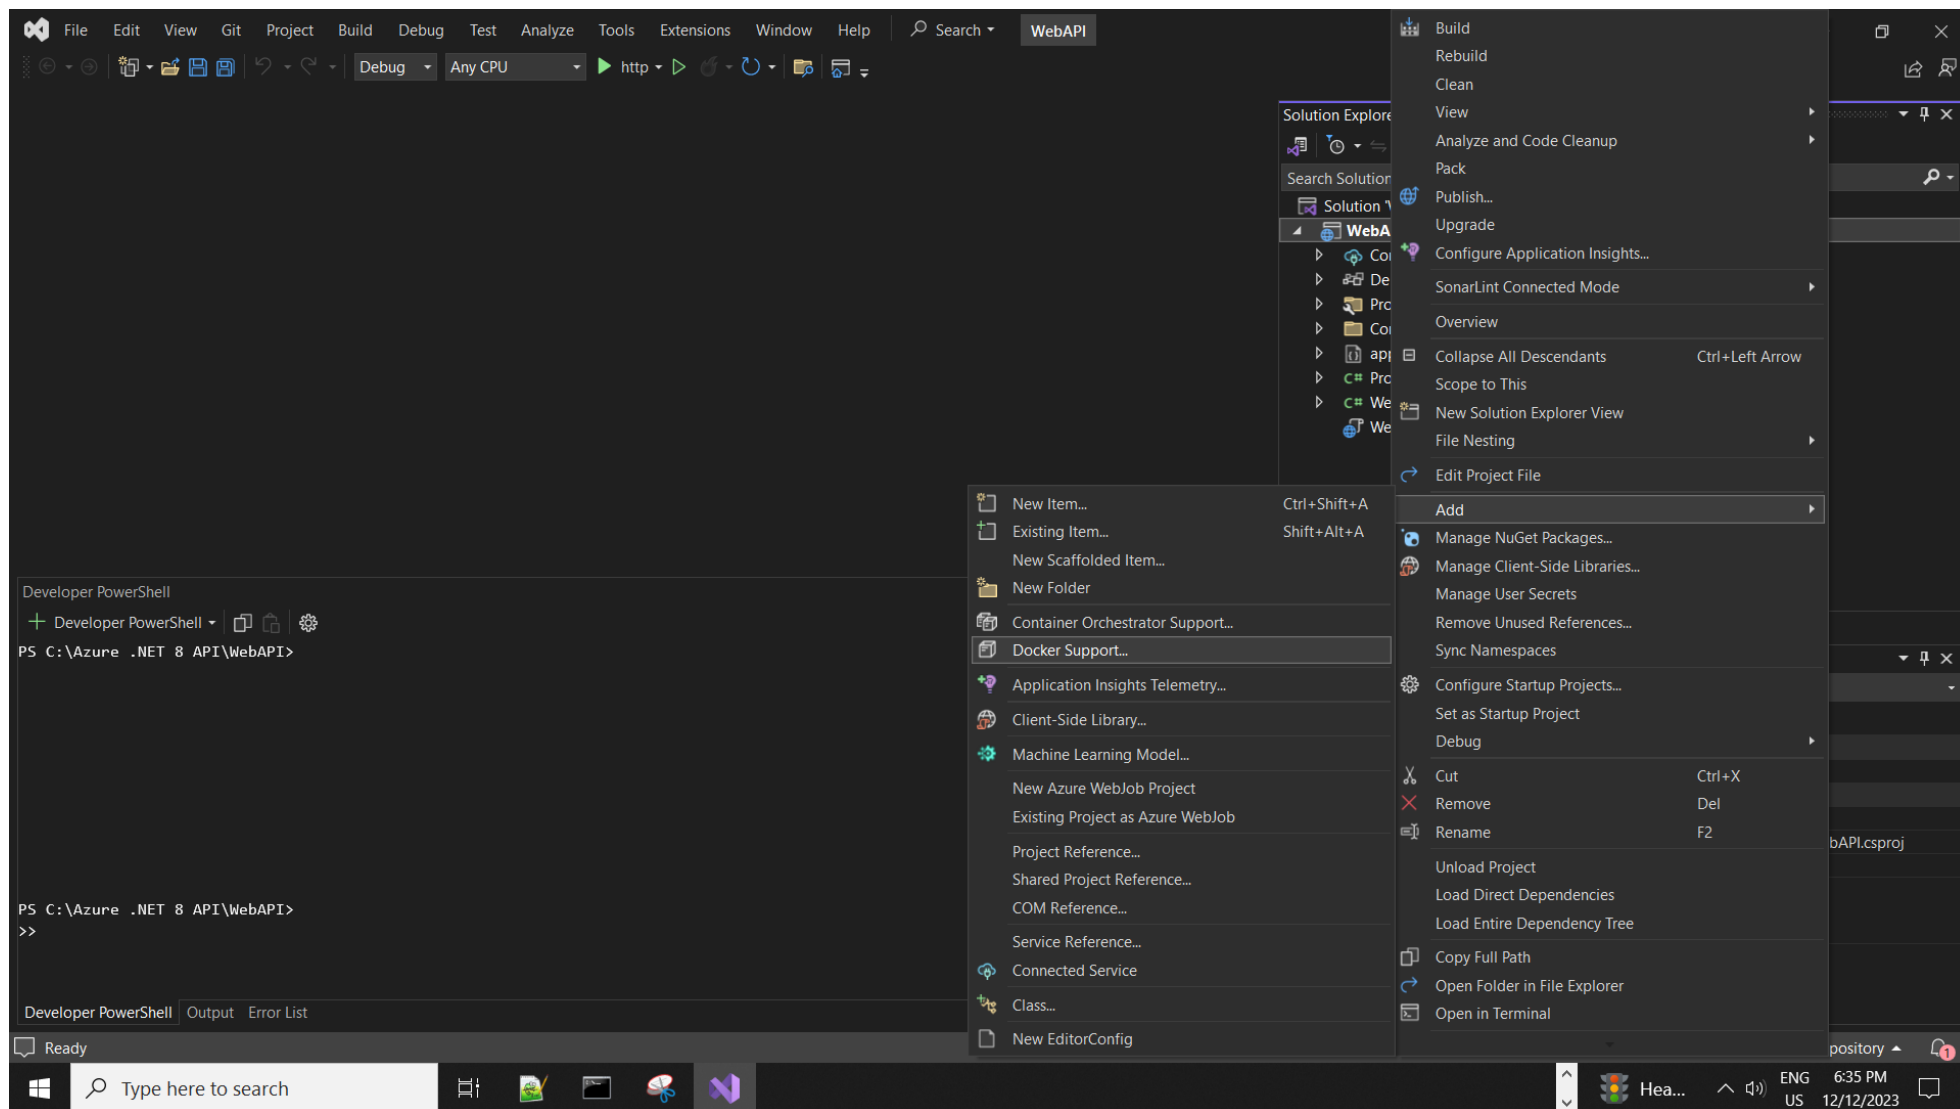 File Edit View Git Project Build Debug Test Analyze Tools Extensions Window Help Search WebAPI
Debug Any CPU http
Solution Explore
Search Solution
Solution 'W
WebA
Co
De
Pro
Co
app
C# Pro
C# We
We
Build
Rebuild
Clean
View
Analyze and Code Cleanup
Pack
Publish...
Upgrade
Configure Application Insights...
SonarLint Connected Mode
Overview
Collapse All Descendants Ctrl+Left Arrow
Scope to This
New Solution Explorer View
File Nesting
Edit Project File
Add
Manage NuGet Packages...
Manage Client-Side Libraries...
Manage User Secrets
Remove Unused References...
Sync Namespaces
Configure Startup Projects...
Set as Startup Project
Debug
Cut Ctrl+X
Remove Del
Rename F2
Unload Project
Load Direct Dependencies
Load Entire Dependency Tree
Copy Full Path
Open Folder in File Explorer
Open in Terminal
New Item... Ctrl+Shift+A
Existing Item... Shift+Alt+A
New Scaffolded Item...
New Folder
Container Orchestrator Support...
Docker Support...
Application Insights Telemetry...
Client-Side Library...
Machine Learning Model...
New Azure WebJob Project
Existing Project as Azure WebJob
Project Reference...
Shared Project Reference...
COM Reference...
Service Reference...
Connected Service
Class...
New EditorConfig
bAPI.csproj
Developer PowerShell
+ Developer PowerShell
PS C:\Azure .NET 8 API\WebAPI>
PS C:\Azure .NET 8 API\WebAPI>
>>
Developer PowerShell Output Error List
Ready
pository 1
Type here to search
Hea... ENG 6:35 PM
US 12/12/2023